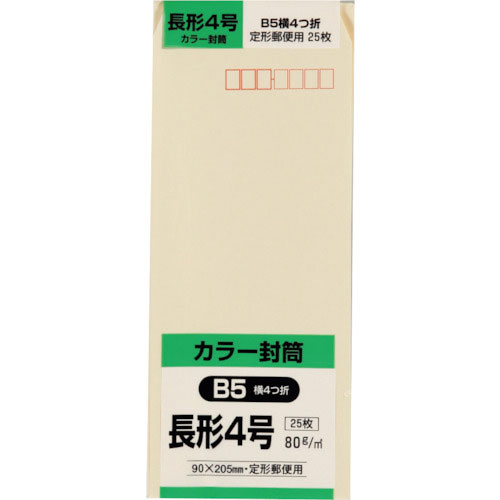 長形4号
カラー封筒
B5横4つ折
定形郵便用 25枚
カラー封筒
B5 横4つ折
長形4号
25枚
80g/㎡
90×205mm・定形郵便用